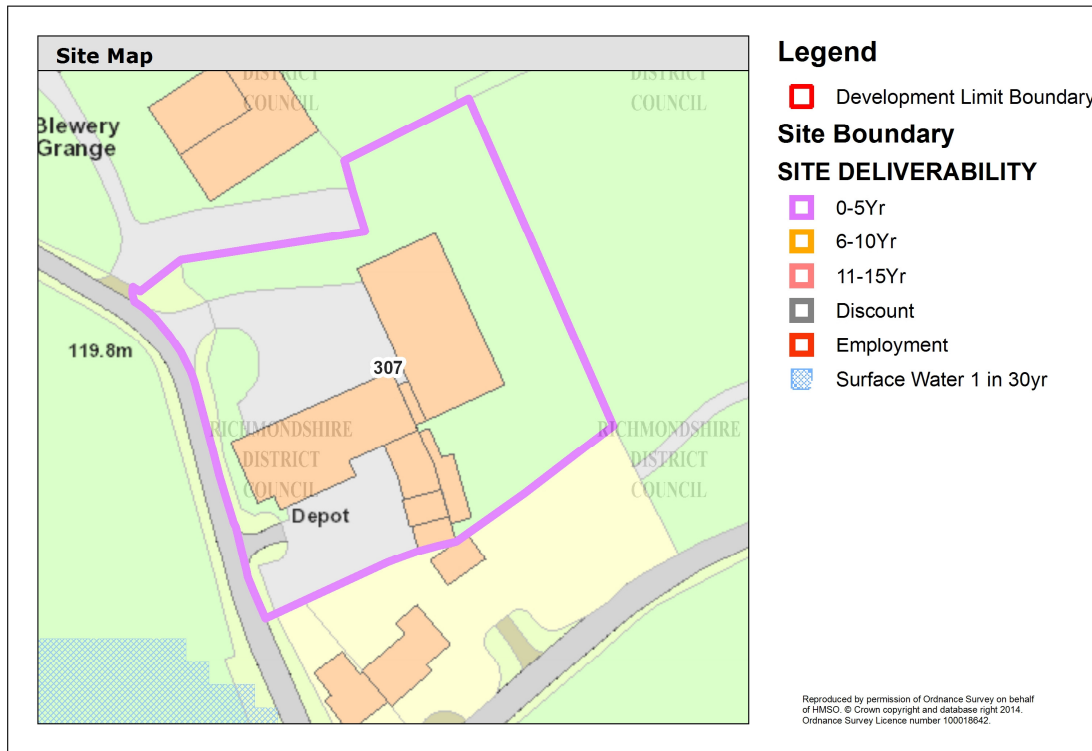 Site Map
DISTRICT
COUNCIL
DISTRICT
COUNCIL
Blewery
Grange
119.8m
307
RICHMONDSHIRE
DISTRICT
COUNCIL
RICHMONDSHIRE
DISTRICT
COUNCIL
Depot
Legend
Development Limit Boundary
Site Boundary
SITE DELIVERABILITY
0-5Yr
6-10Yr
11-15Yr
Discount
Employment
Surface Water 1 in 30yr
Reproduced by permission of Ordnance Survey on behalf
of HMSO. © Crown copyright and database right 2014.
Ordnance Survey Licence number 100018642.